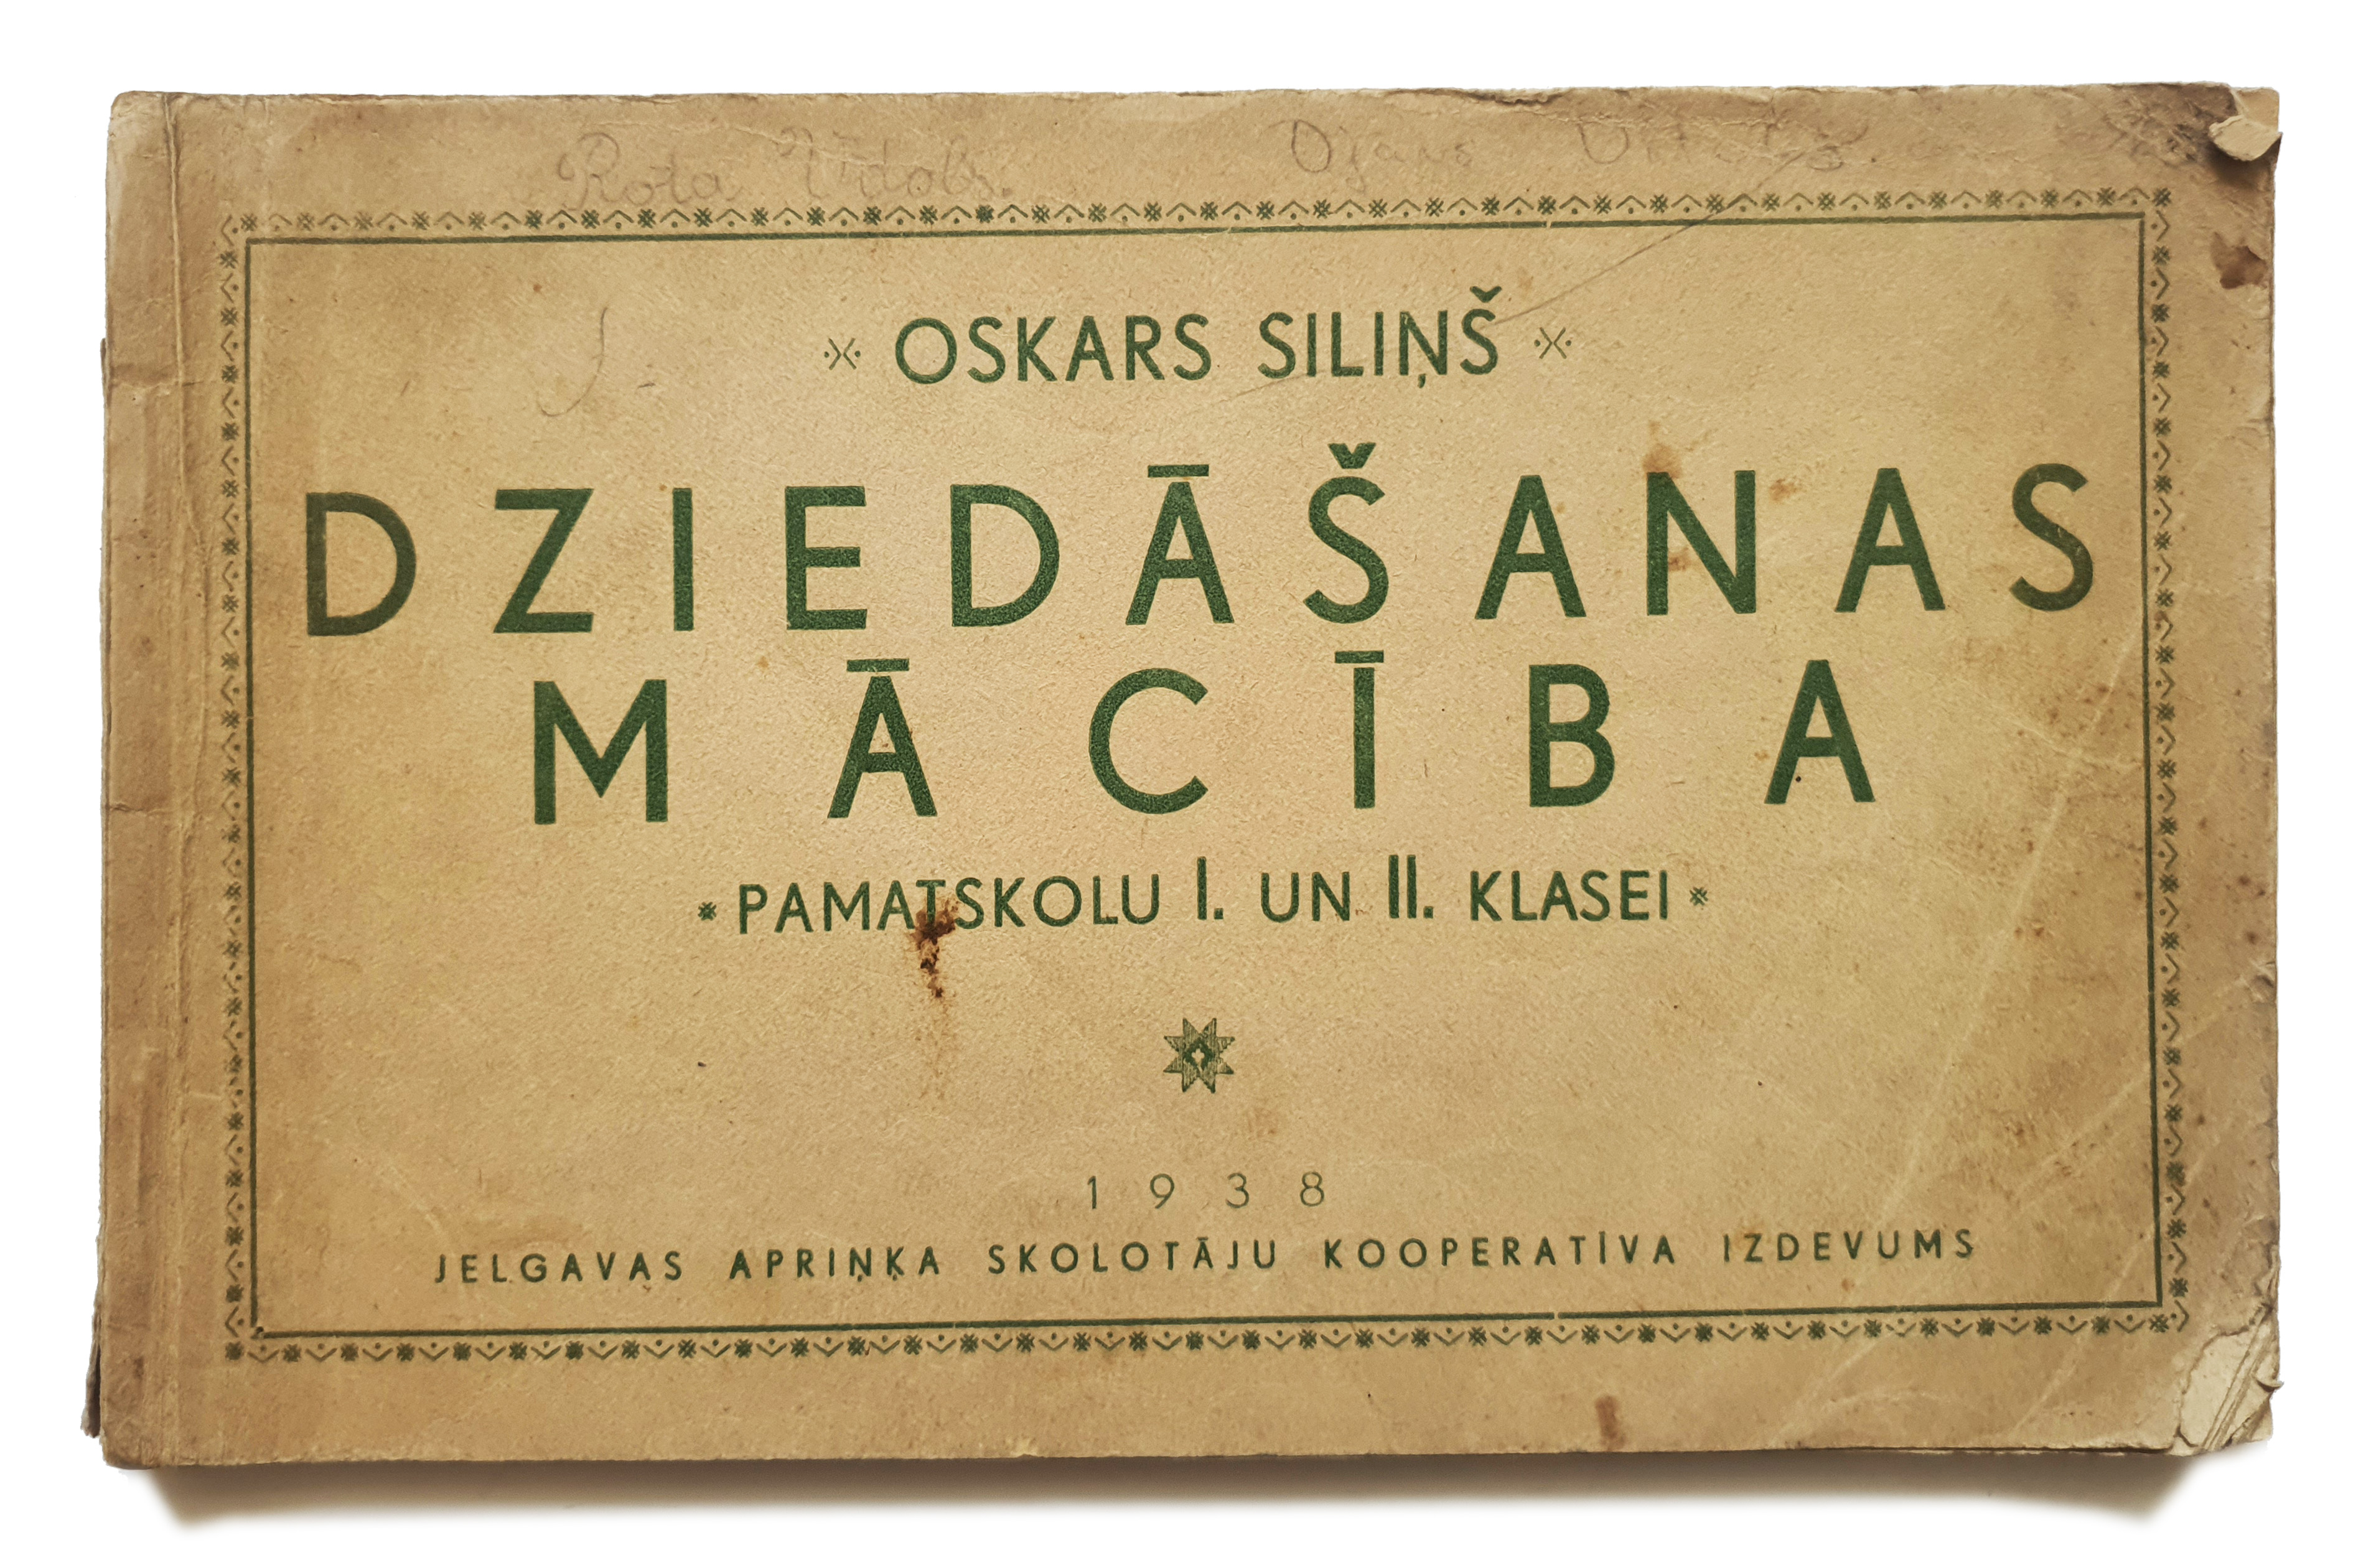 OSKARS SILIŅŠ
DZIEDĀŠANAS
MĀCĪBA
PAMATSKOLU I. UN II. KLASEI
1938
JELGAVAS APRIŅĶA SKOLOTĀJU KOOPERATĪVA IZDEVUMS